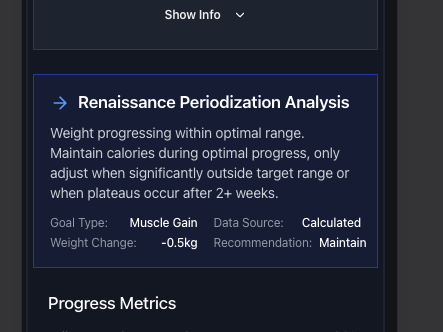 Show Info
Renaissance Periodization Analysis
Weight progressing within optimal range.
Maintain calories during optimal progress, only
adjust when significantly outside target range or
when plateaus occur after 2+ weeks.
Goal Type: Muscle Gain Data Source: Calculated
Weight Change: -0.5kg Recommendation: Maintain
Progress Metrics